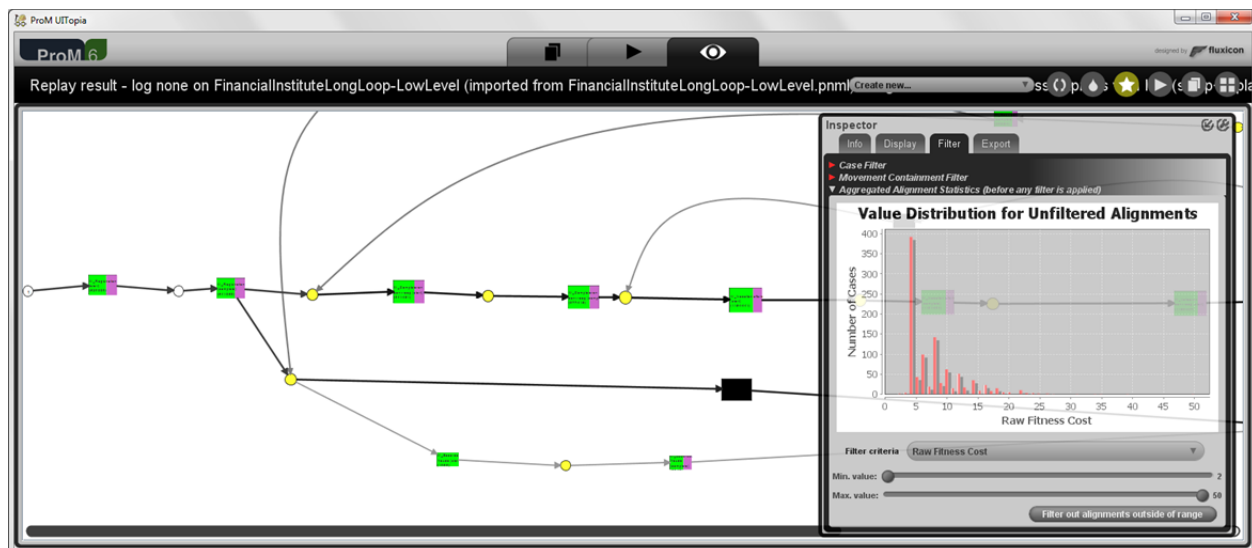 ProM UITopia
ProM 6
designed by fluxicon
Replay result - log none on FinancialInstituteLongLoop-LowLevel (imported from FinancialInstituteLongLoop-LowLevel.pnml
Create new...
Inspector
Info Display Filter Export
Case Filter
Movement Containment Filter
Aggregated Alignment Statistics (before any filter is applied)
Value Distribution for Unfiltered Alignments
Number of Cases
400
350
300
250
200
150
100
50
0
0 5 10 15 20 25 30 35 40 45 50
Raw Fitness Cost
Filter criteria Raw Fitness Cost
Min. value: 2
Max. value: 50
Filter out alignments outside of range